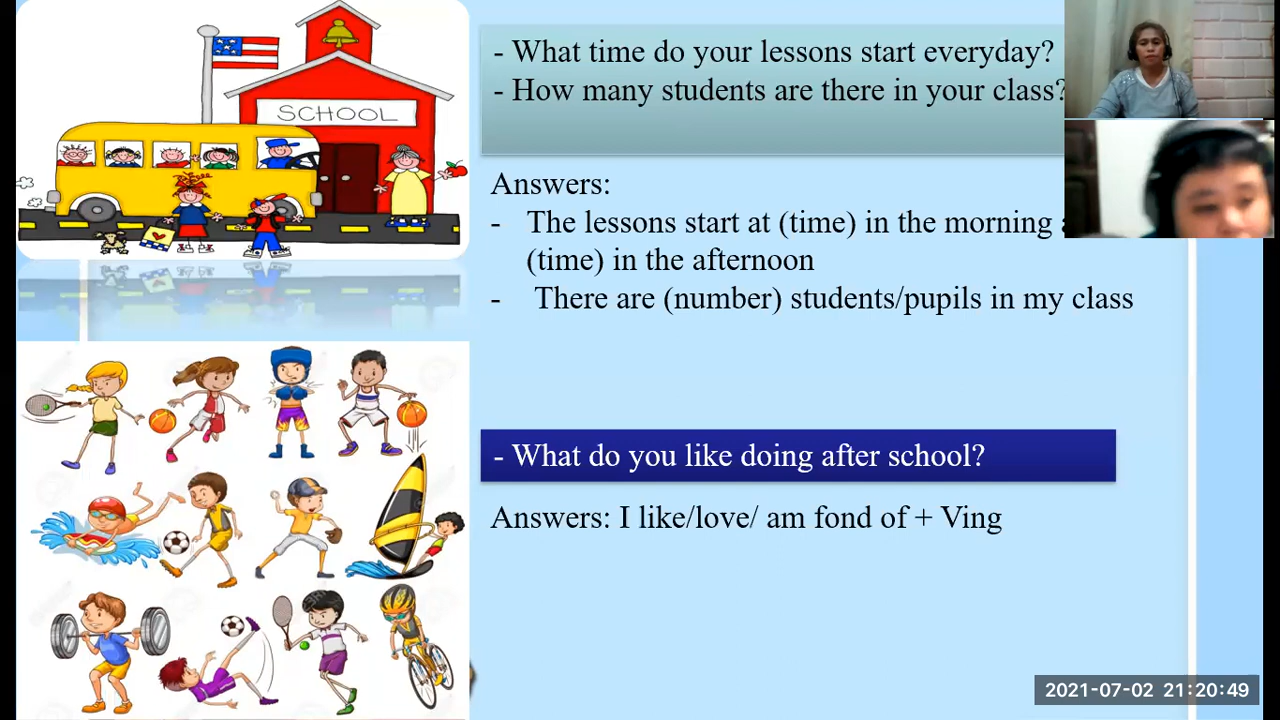 SCHOOL
- What time do your lessons start everyday?
- How many students are there in your class?
Answers:
- The lessons start at (time) in the morning
(time) in the afternoon
- There are (number) students/pupils in my class
- What do you like doing after school?
Answers: I like/love/ am fond of + Ving
2021-07-02 21:20:49